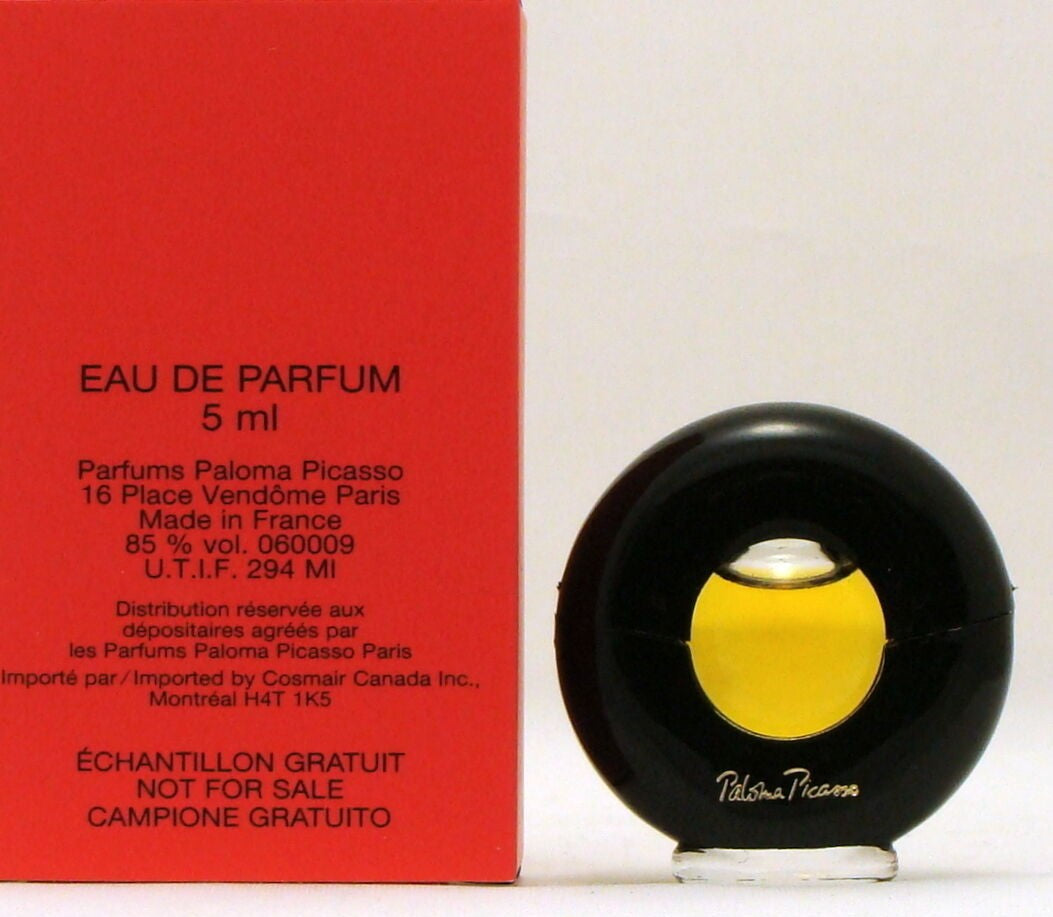 EAU DE PARFUM
5 ml
Parfums Paloma Picasso
16 Place Vendôme Paris
Made in France
85 % vol. 060009
U.T.I.F. 294 MI
Distribution réservée aux
dépositaires agréés par
les Parfums Paloma Picasso Paris
Importé par/Imported by Cosmair Canada Inc.,
Montréal H4T 1K5
ÉCHANTILLON GRATUIT
NOT FOR SALE
CAMPIONE GRATUITO
Paloma Picasso